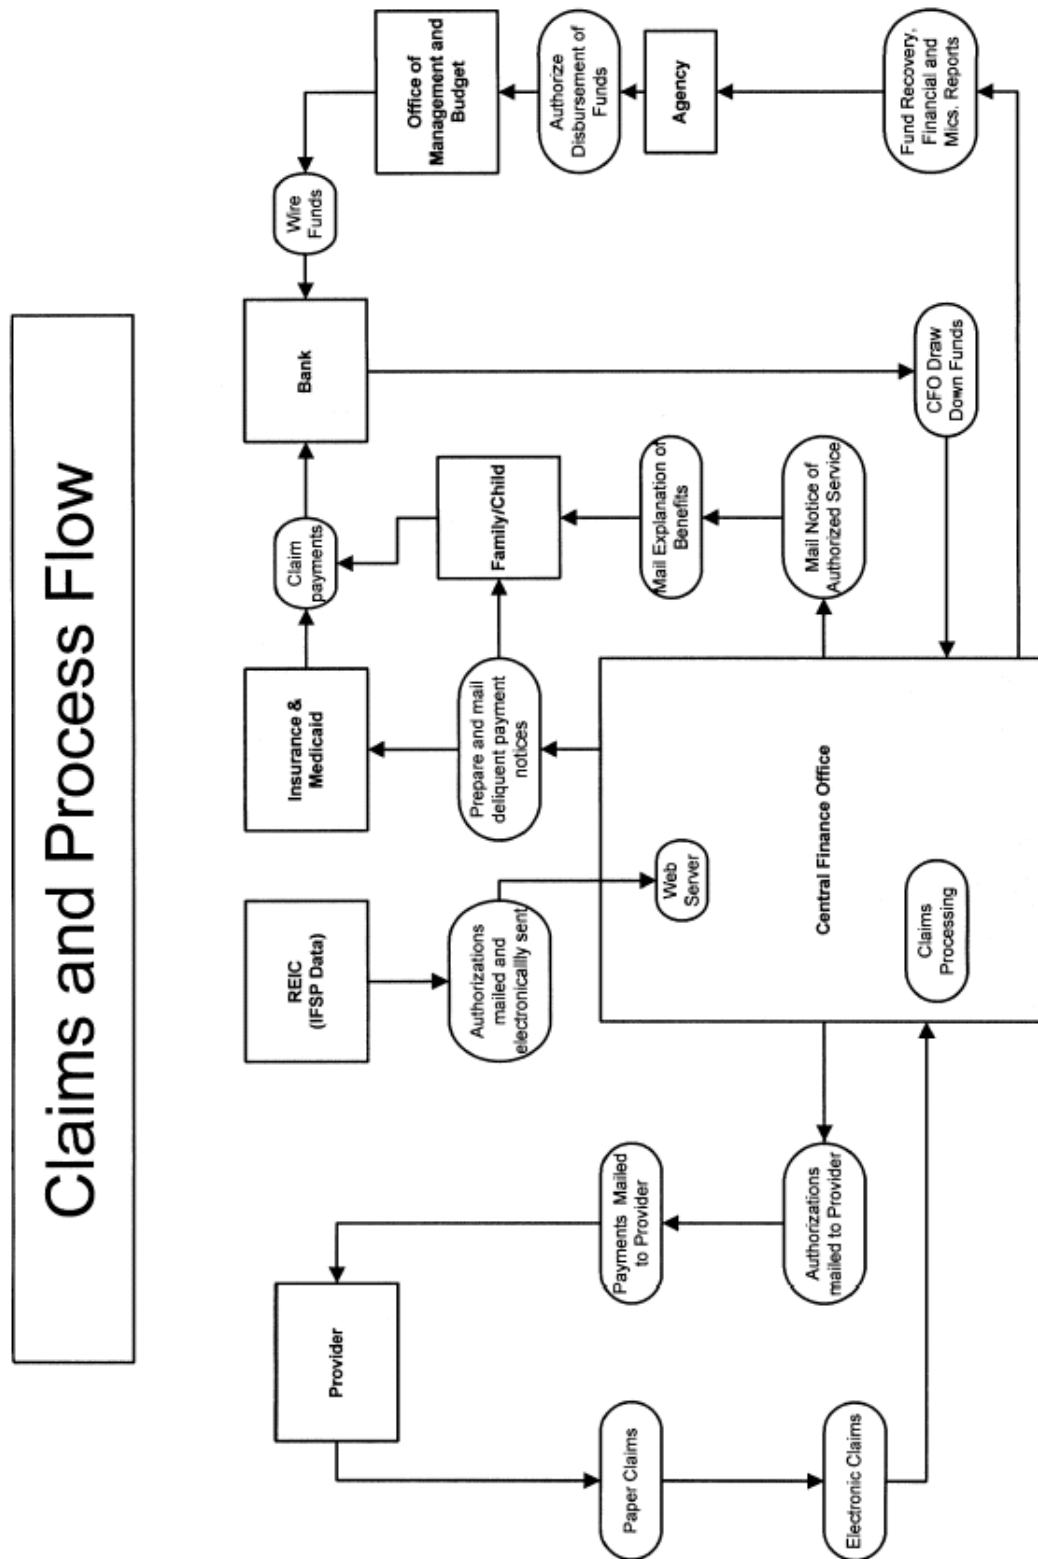 Claims and Process Flow
Provider
REIC
(IFSP Data)
Insurance &
Medicaid
Claim
payments
Bank
Wire
Funds
Office of
Management and
Budget
Authorizations
mailed and
electronicallly sent
Prepare and mail
deliquent payment
notices
Family/Child
Authorize
Disbursement of
Funds
Paper Claims
Payments Mailed
to Provider
Web
Server
Mail Explanation of
Benefits
Agency
Electronic Claims
Authorizations
mailed to Provider
Central Finance Office
Claims
Processing
Mail Notice of
Authorized Service
CFO Draw
Down Funds
Fund Recovery,
Financial and
Mics. Reports